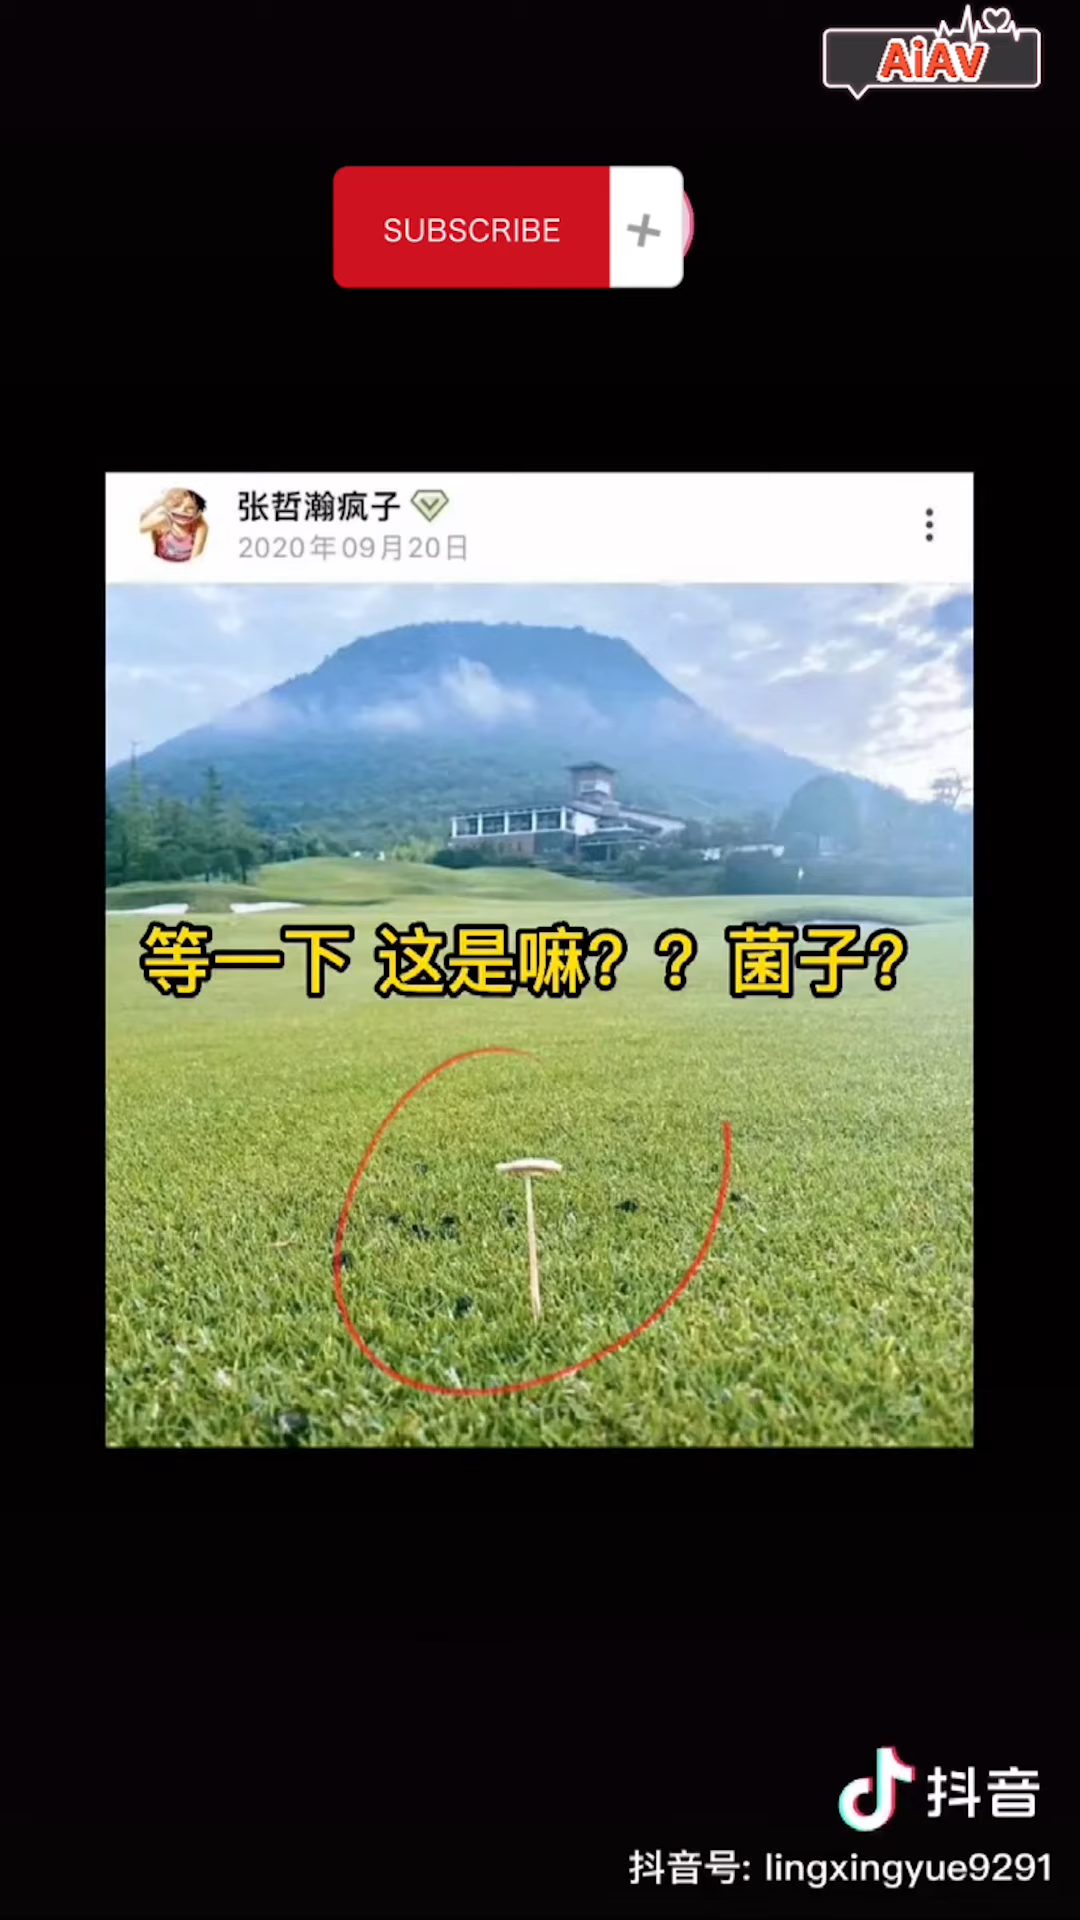 AiAv
SUBSCRIBE
张哲瀚疯子
2020年09月20日
等一下 这是嘛？？菌子？
抖音
抖音号: lingxingyue9291